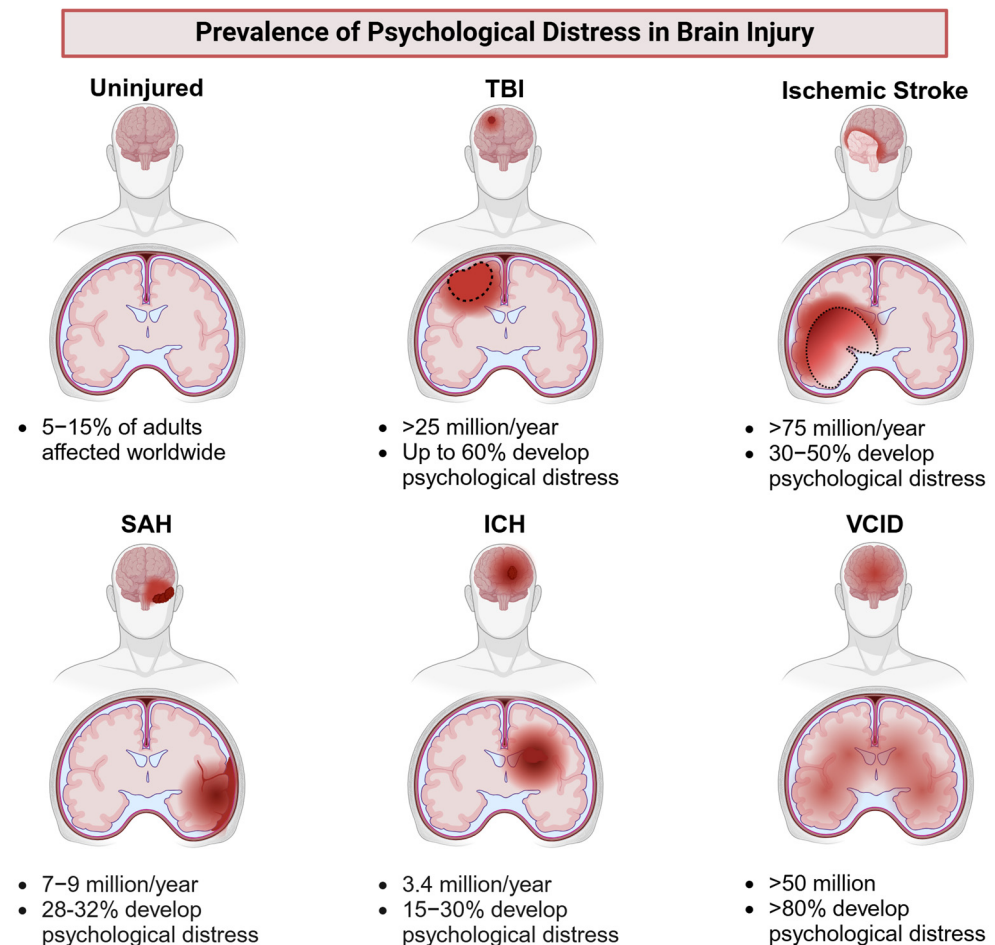 Prevalence of Psychological Distress in Brain Injury
Uninjured
• 5−15% of adults
affected worldwide
TBI
• >25 million/year
• Up to 60% develop
psychological distress
Ischemic Stroke
• >75 million/year
• 30−50% develop
psychological distress
SAH
• 7−9 million/year
• 28-32% develop
psychological distress
ICH
• 3.4 million/year
• 15−30% develop
psychological distress
VCID
• >50 million
• >80% develop
psychological distress